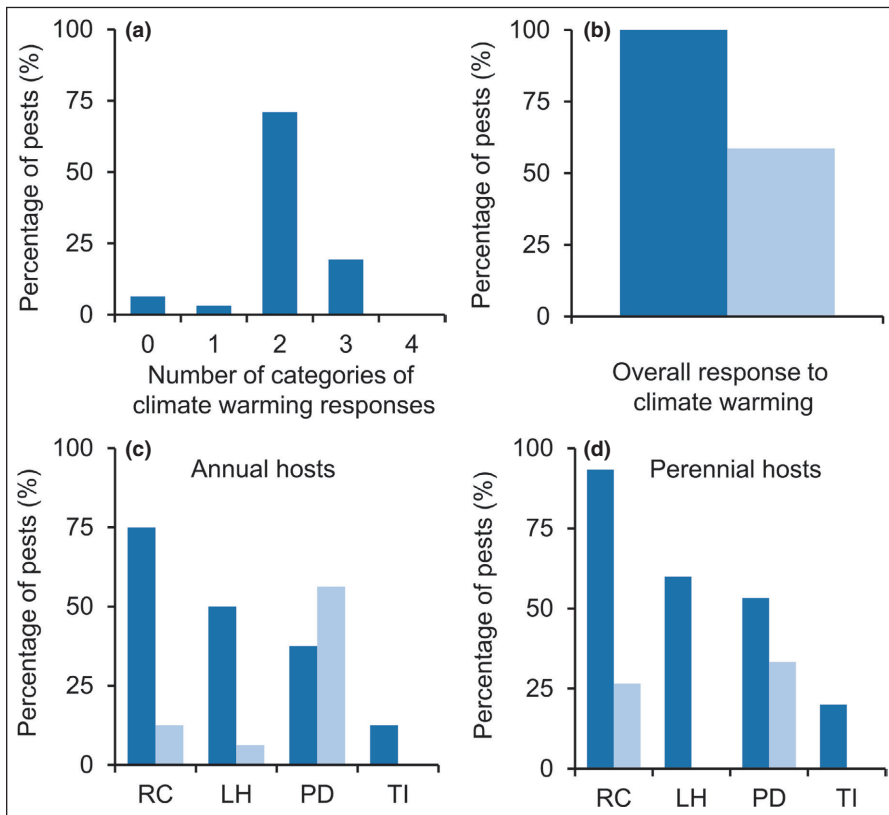 (a)
Percentage of pests (%)
100
75
50
25
0
0 1 2 3 4
Number of categories of
climate warming responses
(b)
Percentage of pests (%)
100
75
50
25
0
Overall response to
climate warming
(c)
Annual hosts
Percentage of pests (%)
100
75
50
25
0
RC LH PD TI
(d)
Perennial hosts
Percentage of pests (%)
100
75
50
25
0
RC LH PD TI